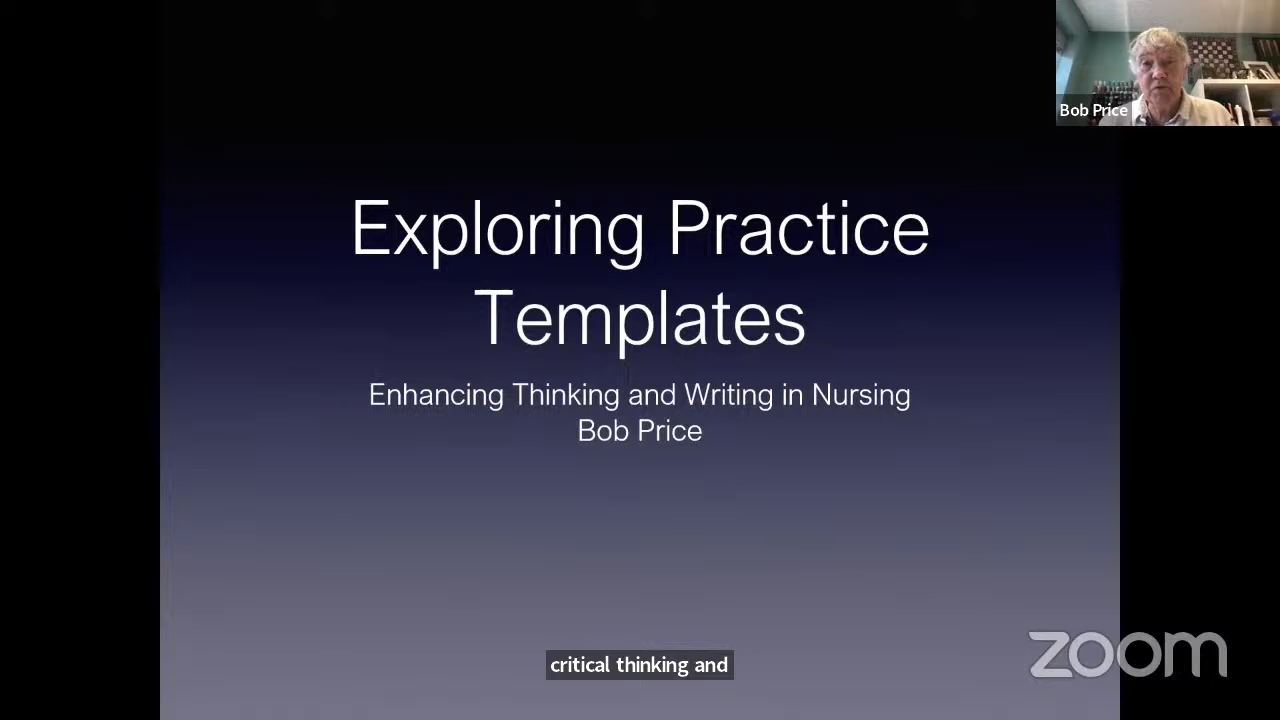 Bob Price
Exploring Practice
Templates
Enhancing Thinking and Writing in Nursing
Bob Price
critical thinking and
zoom